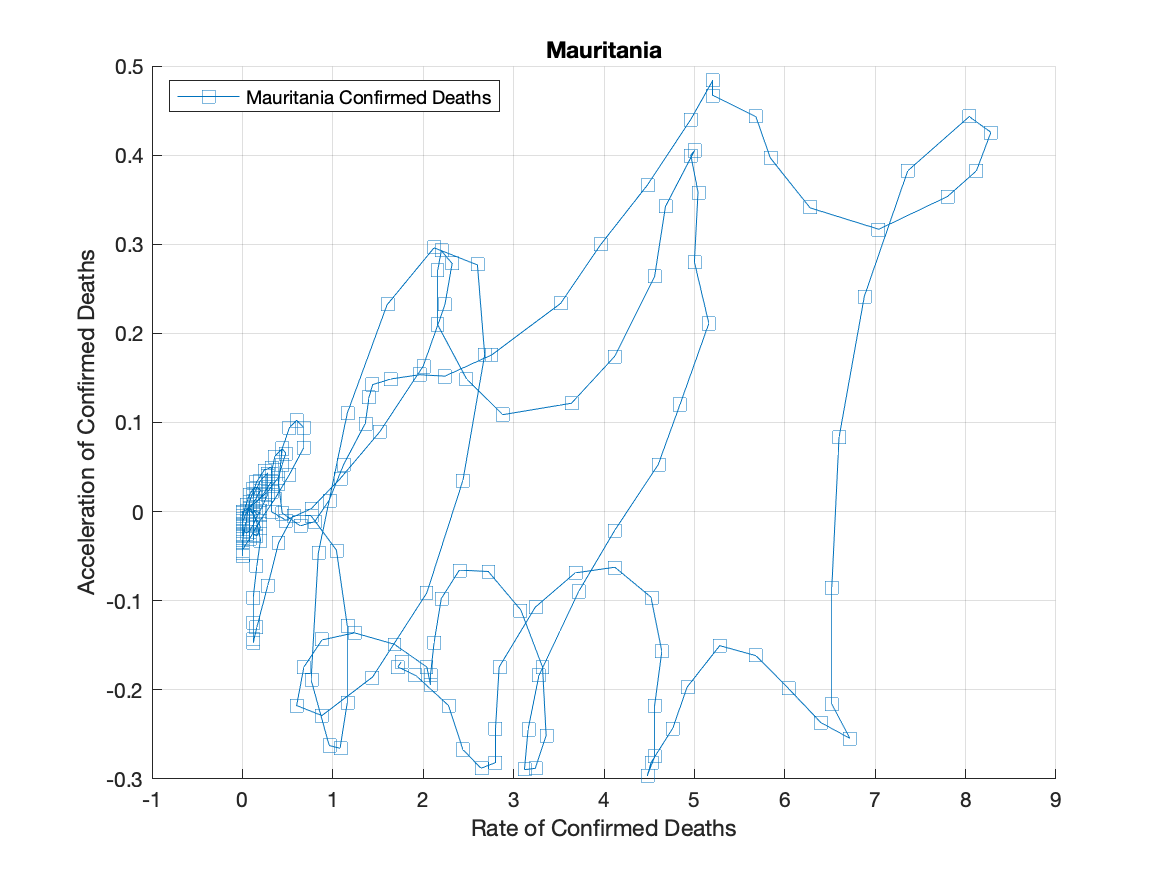 Mauritania
Mauritania Confirmed Deaths
0.5
0.4
0.3
0.2
0.1
0
-0.1
-0.2
-0.3
Acceleration of Confirmed Deaths
-1 0 1 2 3 4 5 6 7 8 9
Rate of Confirmed Deaths